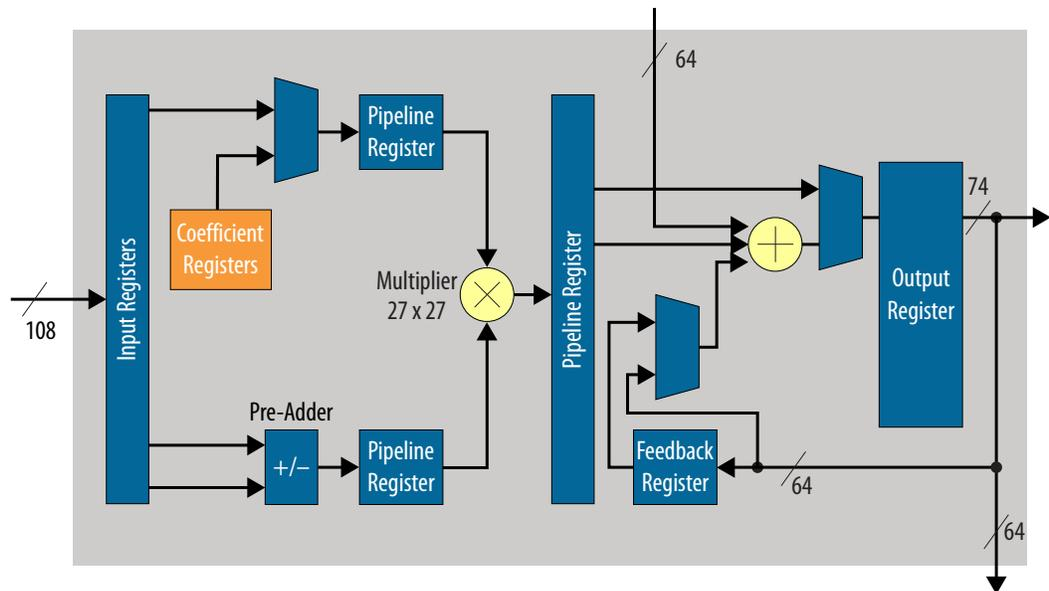 64
Pipeline
Register
74
Coefficient
Registers
Input Registers
Multiplier
27 x 27
Pipeline Register
Output
Register
108
Pre-Adder
+/−
Pipeline
Register
Feedback
Register
64
64